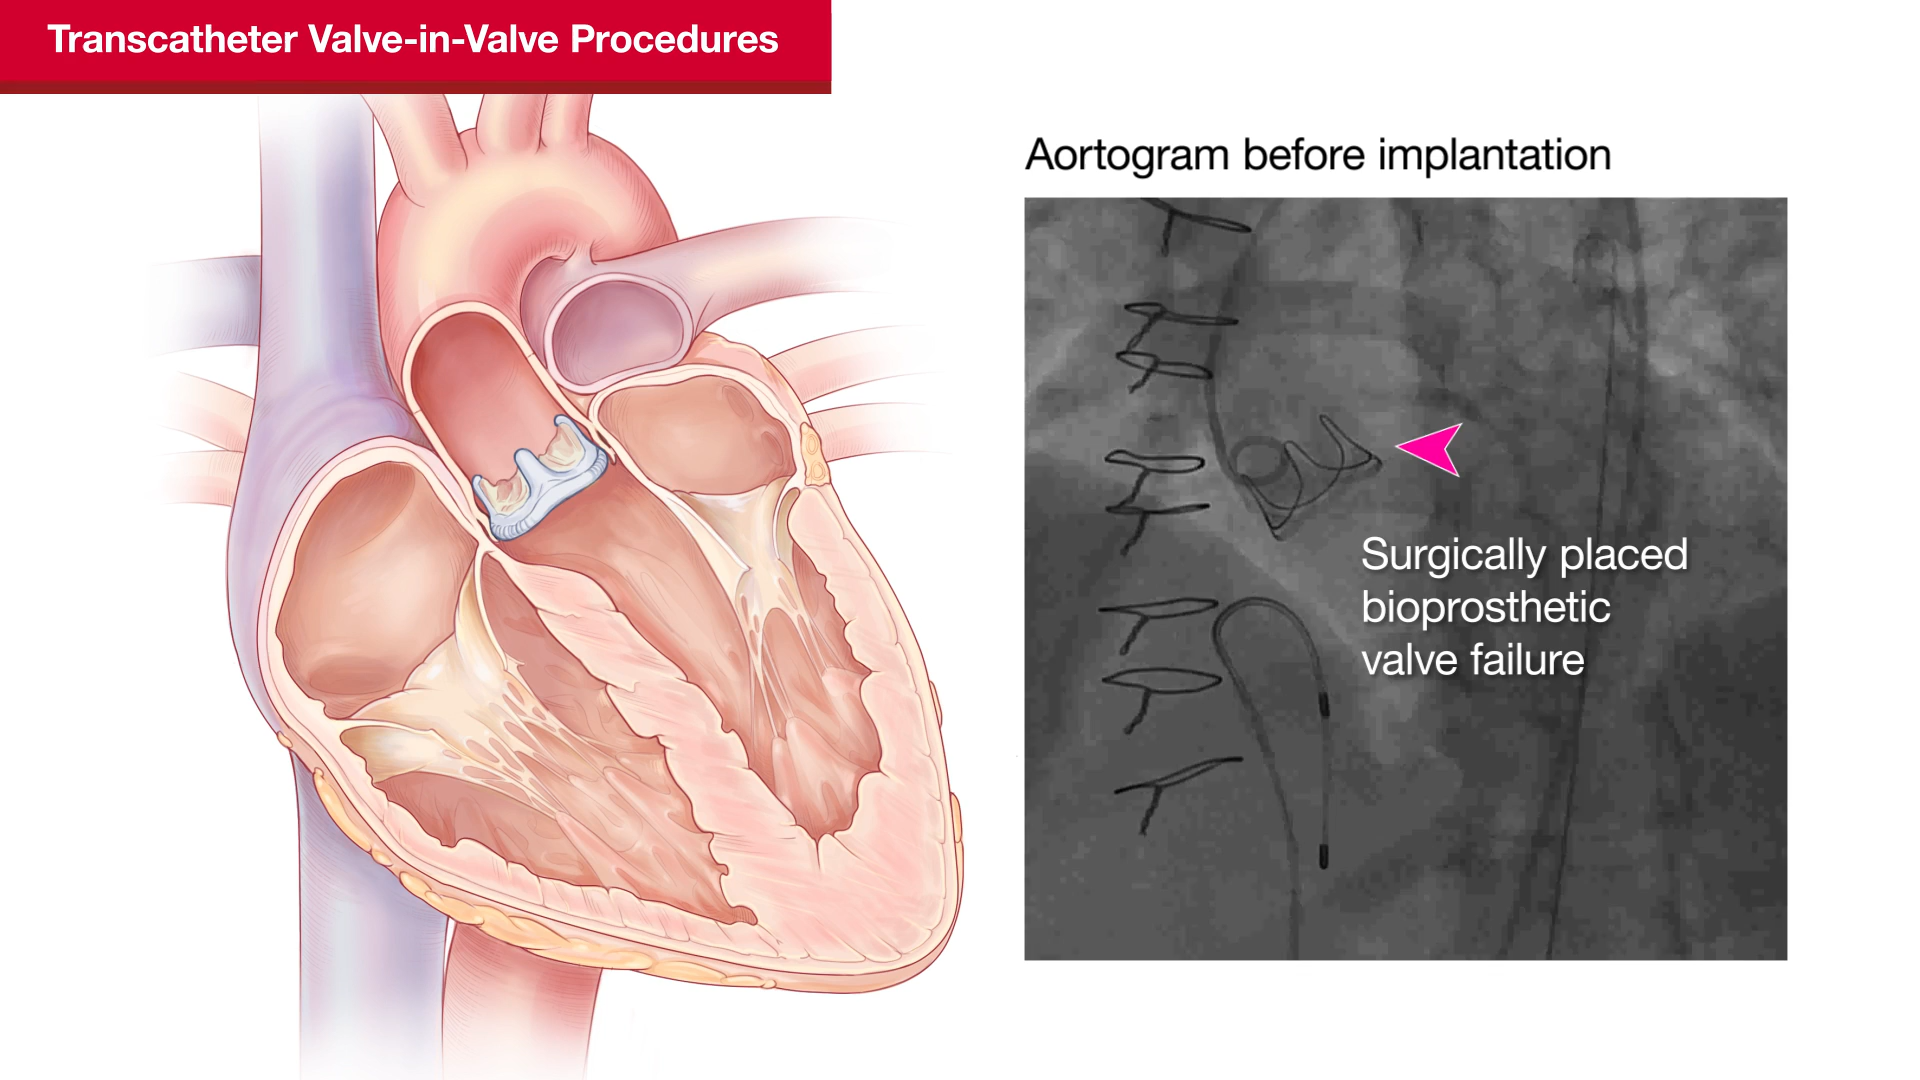 Transcatheter Valve-in-Valve Procedures
Aortogram before implantation
Surgically placed
bioprosthetic
valve failure